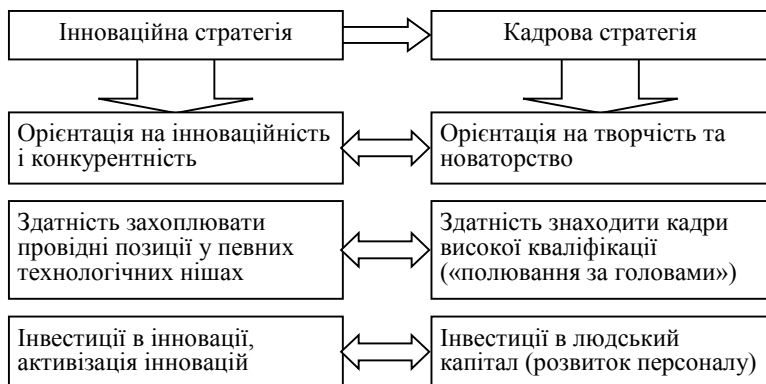 Інноваційна стратегія
Кадрова стратегія
Орієнтація на інноваційність
і конкурентність
Орієнтація на творчість та
новаторство
Здатність захоплювати
провідні позиції у певних
технологічних нішах
Здатність знаходити кадри
високої кваліфікації
(«полювання за головами»)
Інвестиції в інновації,
активізація інновацій
Інвестиції в людський
капітал (розвиток персоналу)